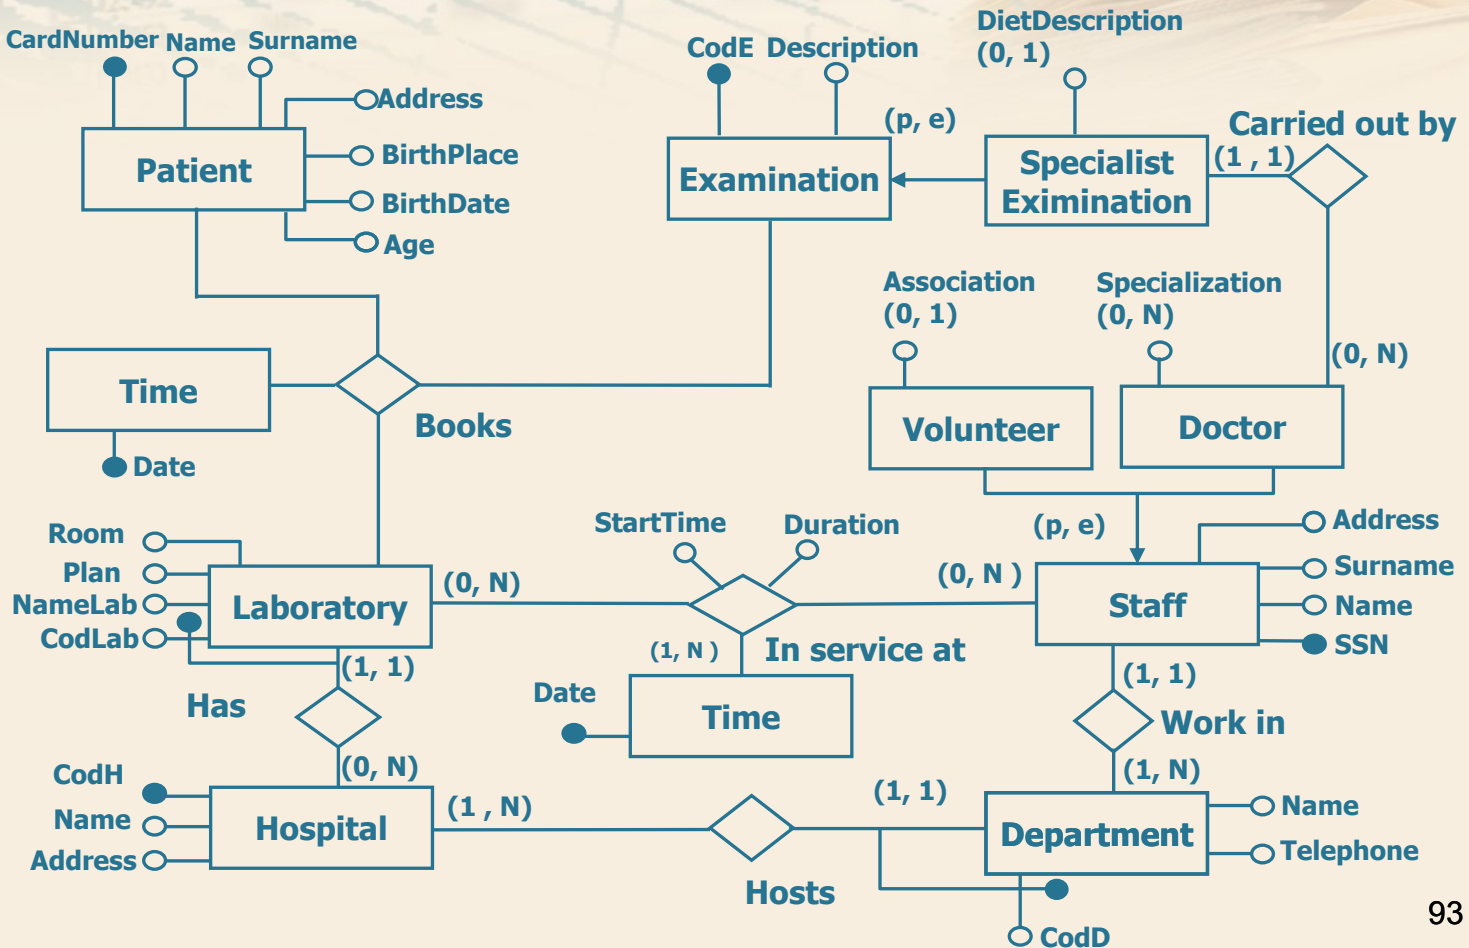 CardNumber Name Surname
Address
BirthPlace
BirthDate
Age
Patient
CodE Description
Examination
(p, e)
DietDescription
(0, 1)
Specialist
Eximination
(1 , 1)
Carried out by
(0, N)
Association
(0, 1)
Volunteer
Specialization
(0, N)
Doctor
Time
Date
Books
Room
Plan
NameLab
CodLab
Laboratory
(0, N)
StartTime
Duration
(0, N )
(1, N )
In service at
Date
Time
(p, e)
Staff
Address
Surname
Name
SSN
(1, 1)
Has
(0, N)
(1, 1)
Work in
(1, N)
CodH
Name
Address
Hospital
(1 , N)
Hosts
(1, 1)
Department
Name
Telephone
CodD
93